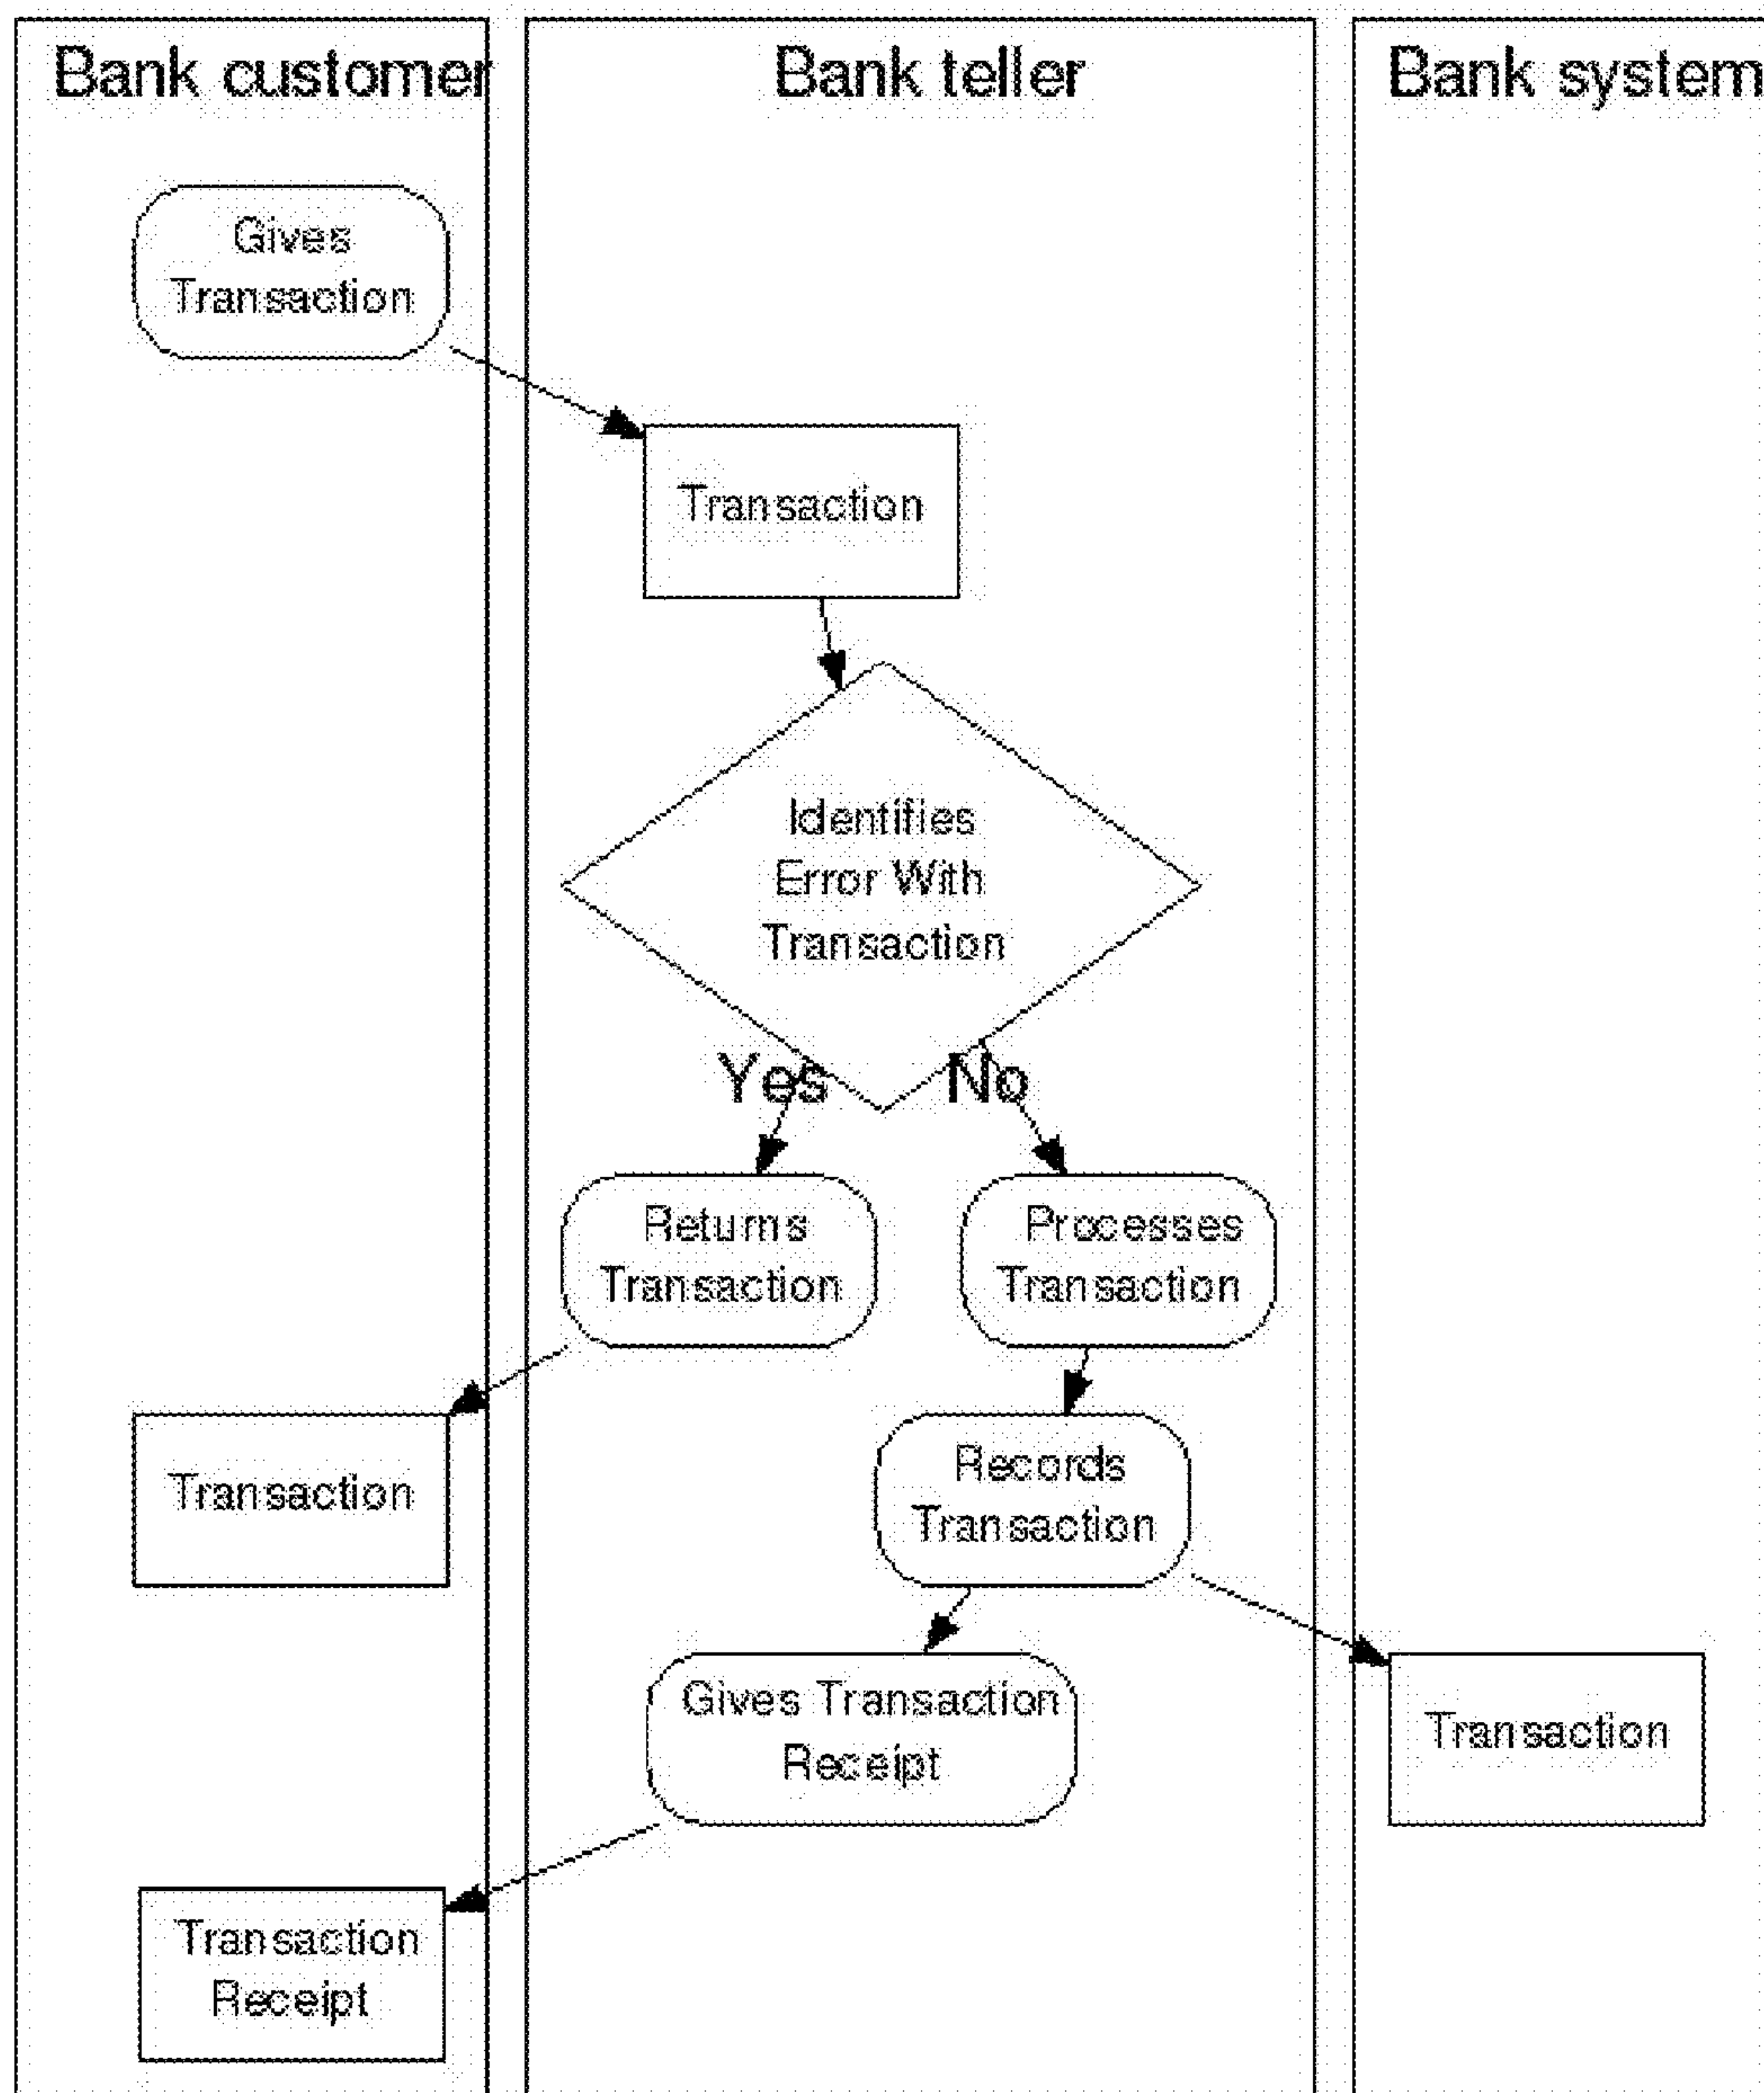 Bank customer
Bank teller
Bank system
Gives
Transaction
Transaction
Identifies
Error With
Transaction
Yes
No
Returns
Transaction
Processes
Transaction
Transaction
Records
Transaction
Gives Transaction
Receipt
Transaction
Transaction
Receipt